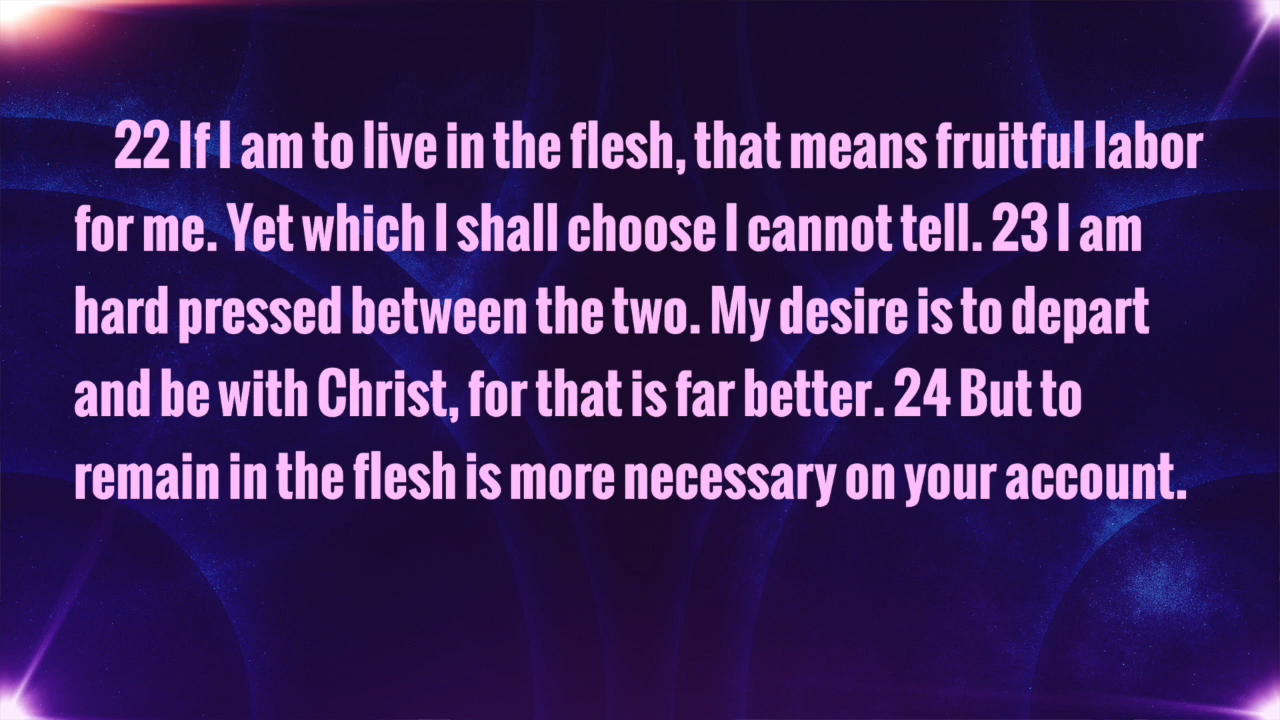 22 If I am to live in the flesh, that means fruitful labor
for me. Yet which I shall choose I cannot tell. 23 I am
hard pressed between the two. My desire is to depart
and be with Christ, for that is far better. 24 But to
remain in the flesh is more necessary on your account.